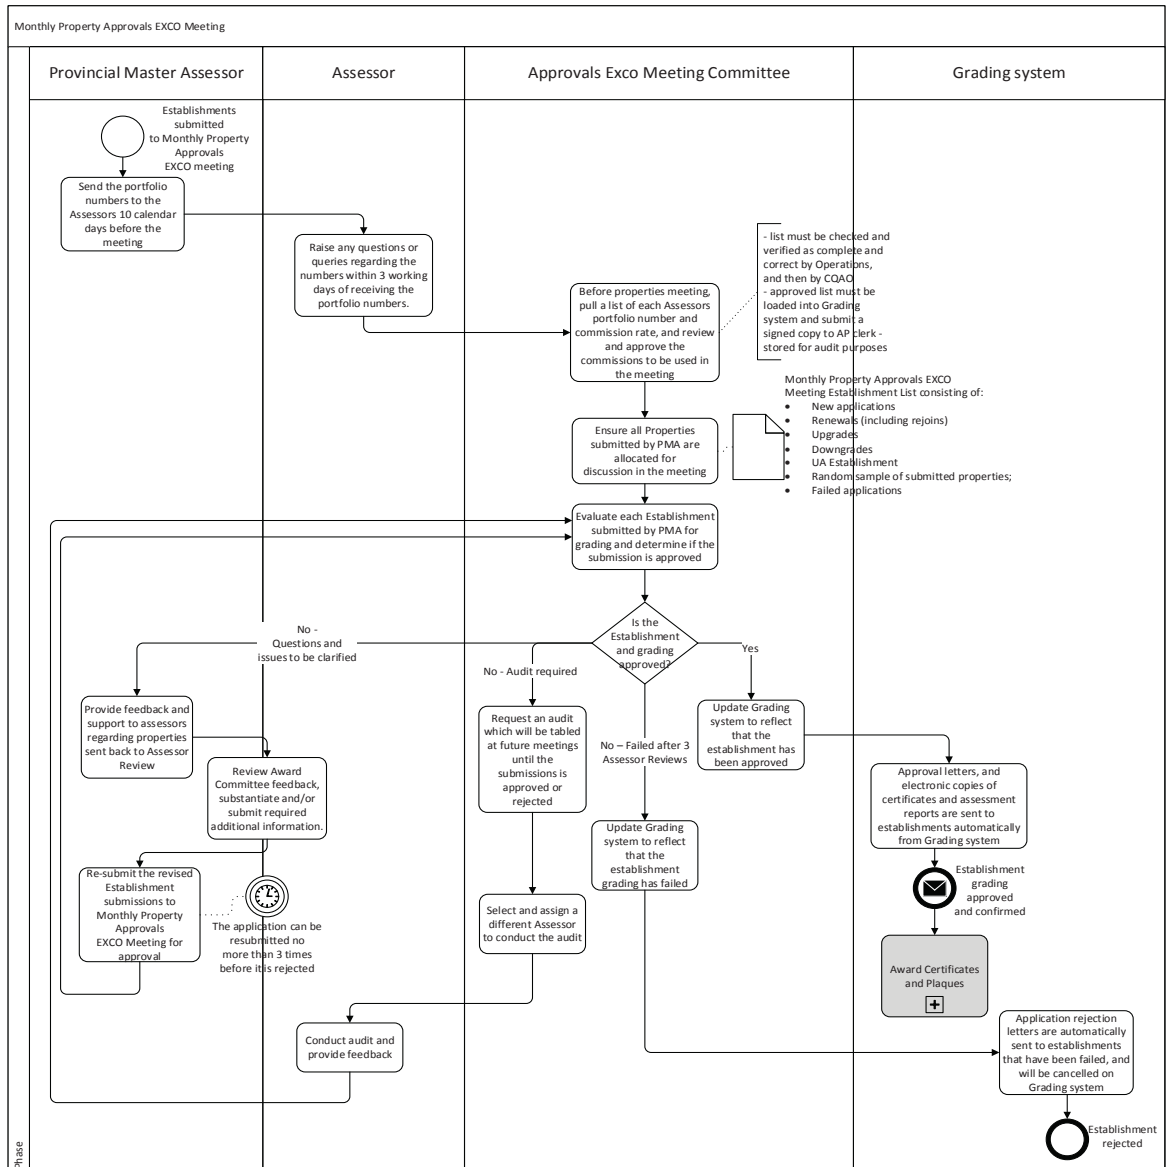 Monthly Property Approvals EXCO Meeting
Provincial Master Assessor
Assessor
Approvals Exco Meeting Committee
Grading system
Establishments
submitted
to Monthly Property
Approvals
EXCO meeting
Send the portfolio
numbers to the
Assessors 10 calendar
days before the
meeting
Raise any questions or
queries regarding the
numbers within 3 working
days of receiving the
portfolio numbers.
Before properties meeting,
pull a list of each Assessors
portfolio number and
commission rate, and review
and approve the
commissions to be used in
the meeting
- list must be checked and
verified as complete and
correct by Operations,
and then by CQAO
- approved list must be
loaded into Grading
system and submit a
signed copy to AP clerk -
stored for audit purposes
Ensure all Properties
submitted by PMA are
allocated for
discussion in the meeting
Monthly Property Approvals EXCO
Meeting Establishment List consisting of:
• New applications
• Renewals (including rejoins)
• Upgrades
• Downgrades
• UA Establishment
• Random sample of submitted properties;
• Failed applications
Evaluate each Establishment
submitted by PMA for
grading and determine if the
submission is approved
Is the
Establishment
and grading
approved?
No -
Questions and
issues to be clarified
No - Audit required
No – Failed after 3
Assessor Reviews
Yes
Provide feedback and
support to assessors
regarding properties
sent back to Assessor
Review
Review Award
Committee feedback,
substantiate and/or
submit required
additional information.
Re-submit the revised
Establishment
submissions to
Monthly Property
Approvals
EXCO Meeting for
approval
The application can be
resubmitted no
more than 3 times
before it is rejected
Request an audit
which will be tabled
at future meetings
until the
submissions is
approved or
rejected
Select and assign a
different Assessor
to conduct the audit
Conduct audit and
provide feedback
Update Grading
system to reflect
that the
establishment
grading has failed
Update Grading
system to reflect
that the
establishment has
been approved
Approval letters, and
electronic copies of
certificates and assessment
reports are sent to
establishments automatically
from Grading system
Establishment
grading
approved
and confirmed
Award Certificates
and Plaques
Application rejection
letters are automatically
sent to establishments
that have been failed, and
will be cancelled on
Grading system
Establishment
rejected
Phase